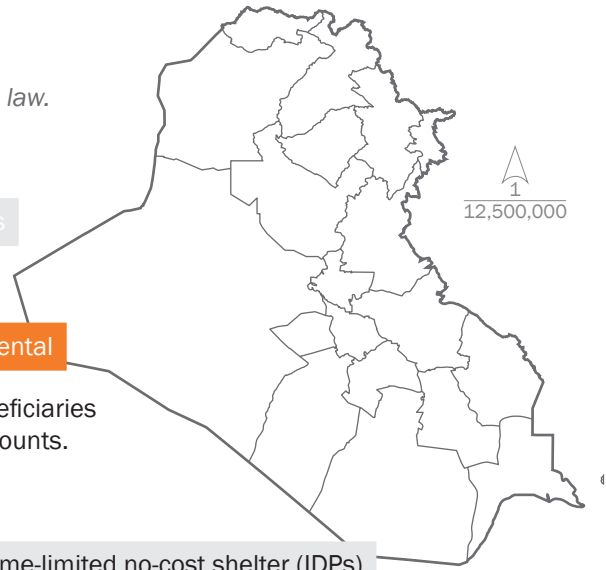 law.
1
12,500,000
s
ental
eficiaries
ounts.
me-limited no-cost shelter (IDPs)